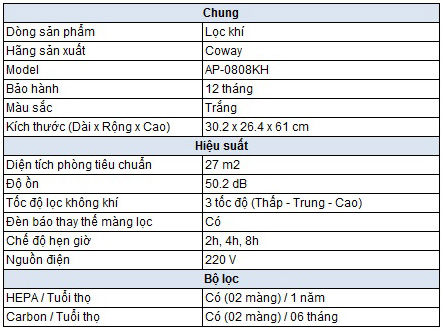 Chung
Dòng sản phẩm Lọc khí
Hãng sản xuất Coway
Model AP-0808KH
Bảo hành 12 tháng
Màu sắc Trắng
Kích thước (Dài x Rộng x Cao) 30.2 x 26.4 x 61 cm
Hiệu suất
Diện tích phòng tiêu chuẩn 27 m2
Độ ồn 50.2 dB
Tốc độ lọc không khí 3 tốc độ (Thấp - Trung - Cao)
Đèn báo thay thế màng lọc Có
Chế độ hẹn giờ 2h, 4h, 8h
Nguồn điện 220 V
Bộ lọc
HEPA / Tuổi thọ Có (02 màng) / 1 năm
Carbon / Tuổi thọ Có (02 màng) / 06 tháng